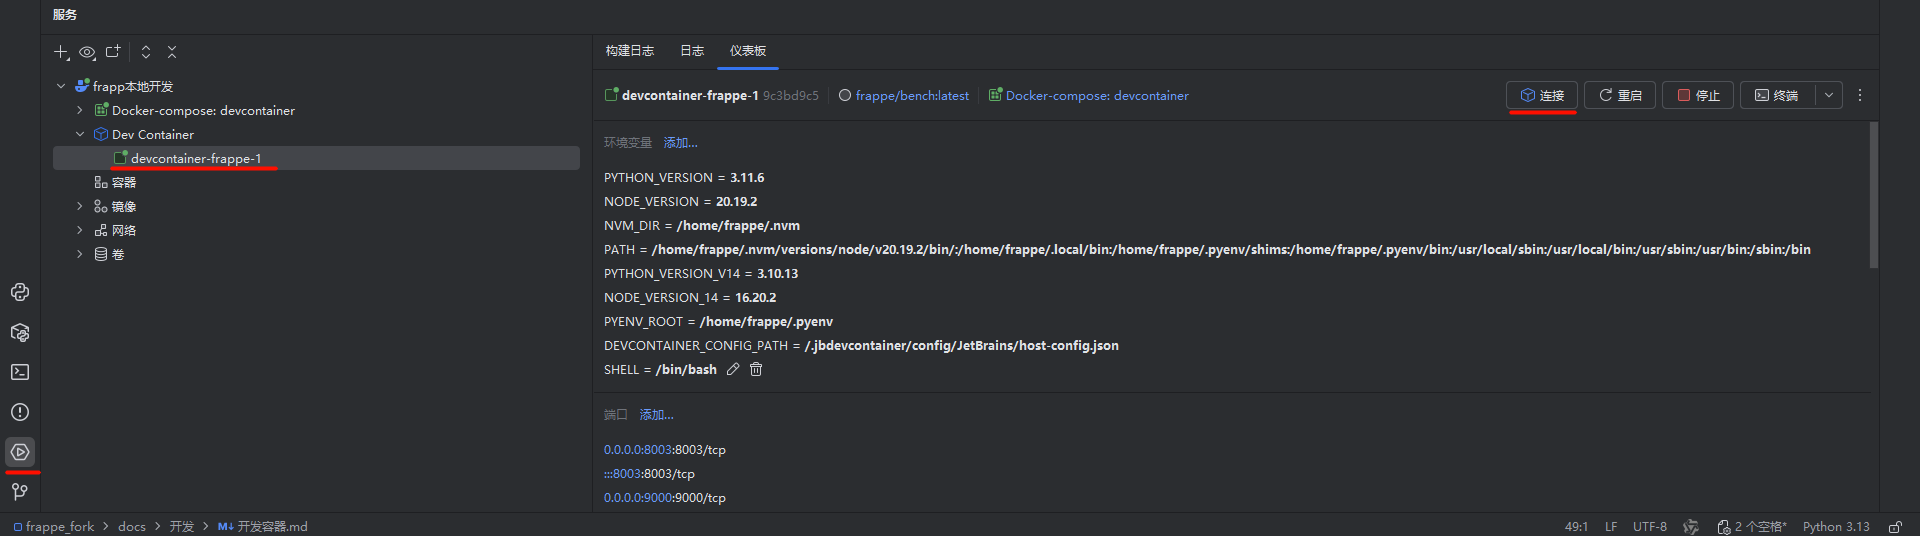 服务
frapp本地开发
Docker-compose: devcontainer
Dev Container
devcontainer-frappe-1
容器
镜像
网络
卷
构建日志 日志 仪表板
devcontainer-frappe-1 9c3bd9c5 frappe/bench:latest Docker-compose: devcontainer 连接 重启 停止 终端
环境变量 添加...
PYTHON_VERSION = 3.11.6
NODE_VERSION = 20.19.2
NVM_DIR = /home/frappe/.nvm
PATH = /home/frappe/.nvm/versions/node/v20.19.2/bin/:/home/frappe/.local/bin:/home/frappe/.pyenv/shims:/home/frappe/.pyenv/bin:/usr/local/sbin:/usr/local/bin:/usr/sbin:/usr/bin:/sbin:/bin
PYTHON_VERSION_V14 = 3.10.13
NODE_VERSION_14 = 16.20.2
PYENV_ROOT = /home/frappe/.pyenv
DEVCONTAINER_CONFIG_PATH = /.jbdevcontainer/config/JetBrains/host-config.json
SHELL = /bin/bash
端口 添加...
0.0.0.0:8003:8003/tcp
:::8003:8003/tcp
0.0.0.0:9000:9000/tcp
frappe_fork > docs > 开发 > M↓ 开发容器.md 49:1 LF UTF-8 2 个空格* Python 3.13